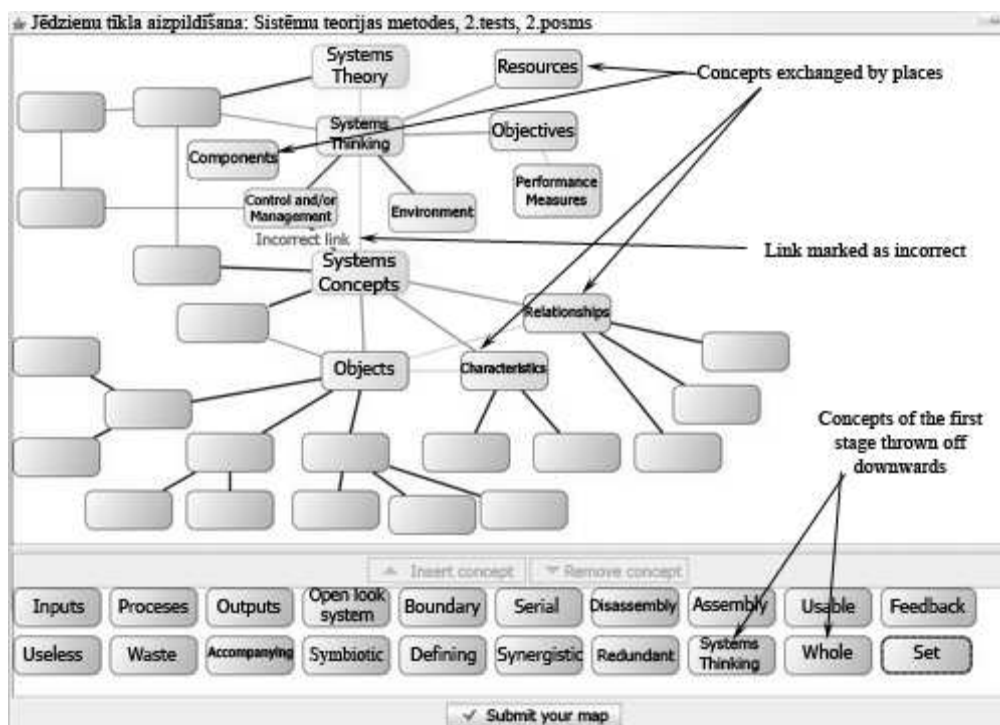 Jēdzienu tīkla aizpildīšana: Sistēmu teorijas metodes, 2.tests, 2.posms
Systems
Theory
Resources
Concepts exchanged by places
Systems
Thinking
Objectives
Components
Performance
Measures
Control and/or
Management
Environment
Incorrect link
Link marked as incorrect
Systems
Concepts
Relationships
Objects
Characteristics
Concepts of the first
stage thrown off
downwards
Insert concept
Remove concept
Inputs
Proceses
Outputs
Open look
system
Boundary
Serial
Disassembly
Assembly
Usable
Feedback
Useless
Waste
Accompanying
Symbiotic
Defining
Synergistic
Redundant
Systems
Thinking
Whole
Set
Submit your map